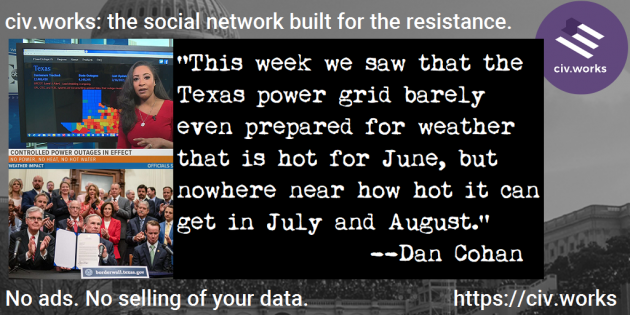 civ.works: the social network built for the resistance.
civ.works
Texas
CONTROLLED POWER OUTAGES IN EFFECT
NO POWER, NO HEAT, NO HOT WATER
WEATHER IMPACT
OFFICIALS S
borderwall.texas.gov
"This week we saw that the
Texas power grid barely
even prepared for weather
that is hot for June, but
nowhere near how hot it can
get in July and August."
--Dan Cohan
No ads. No selling of your data.
https://civ.works